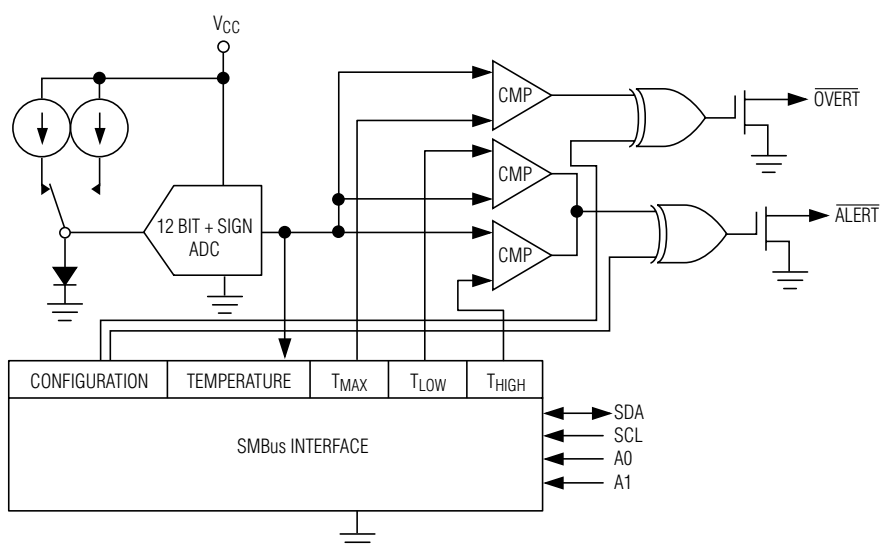 VCC
CMP
OVERT
CMP
12 BIT + SIGN
ADC
ALERT
CMP
CONFIGURATION
TEMPERATURE
TMAX
TLOW
THIGH
SDA
SMBus INTERFACE
SCL
A0
A1